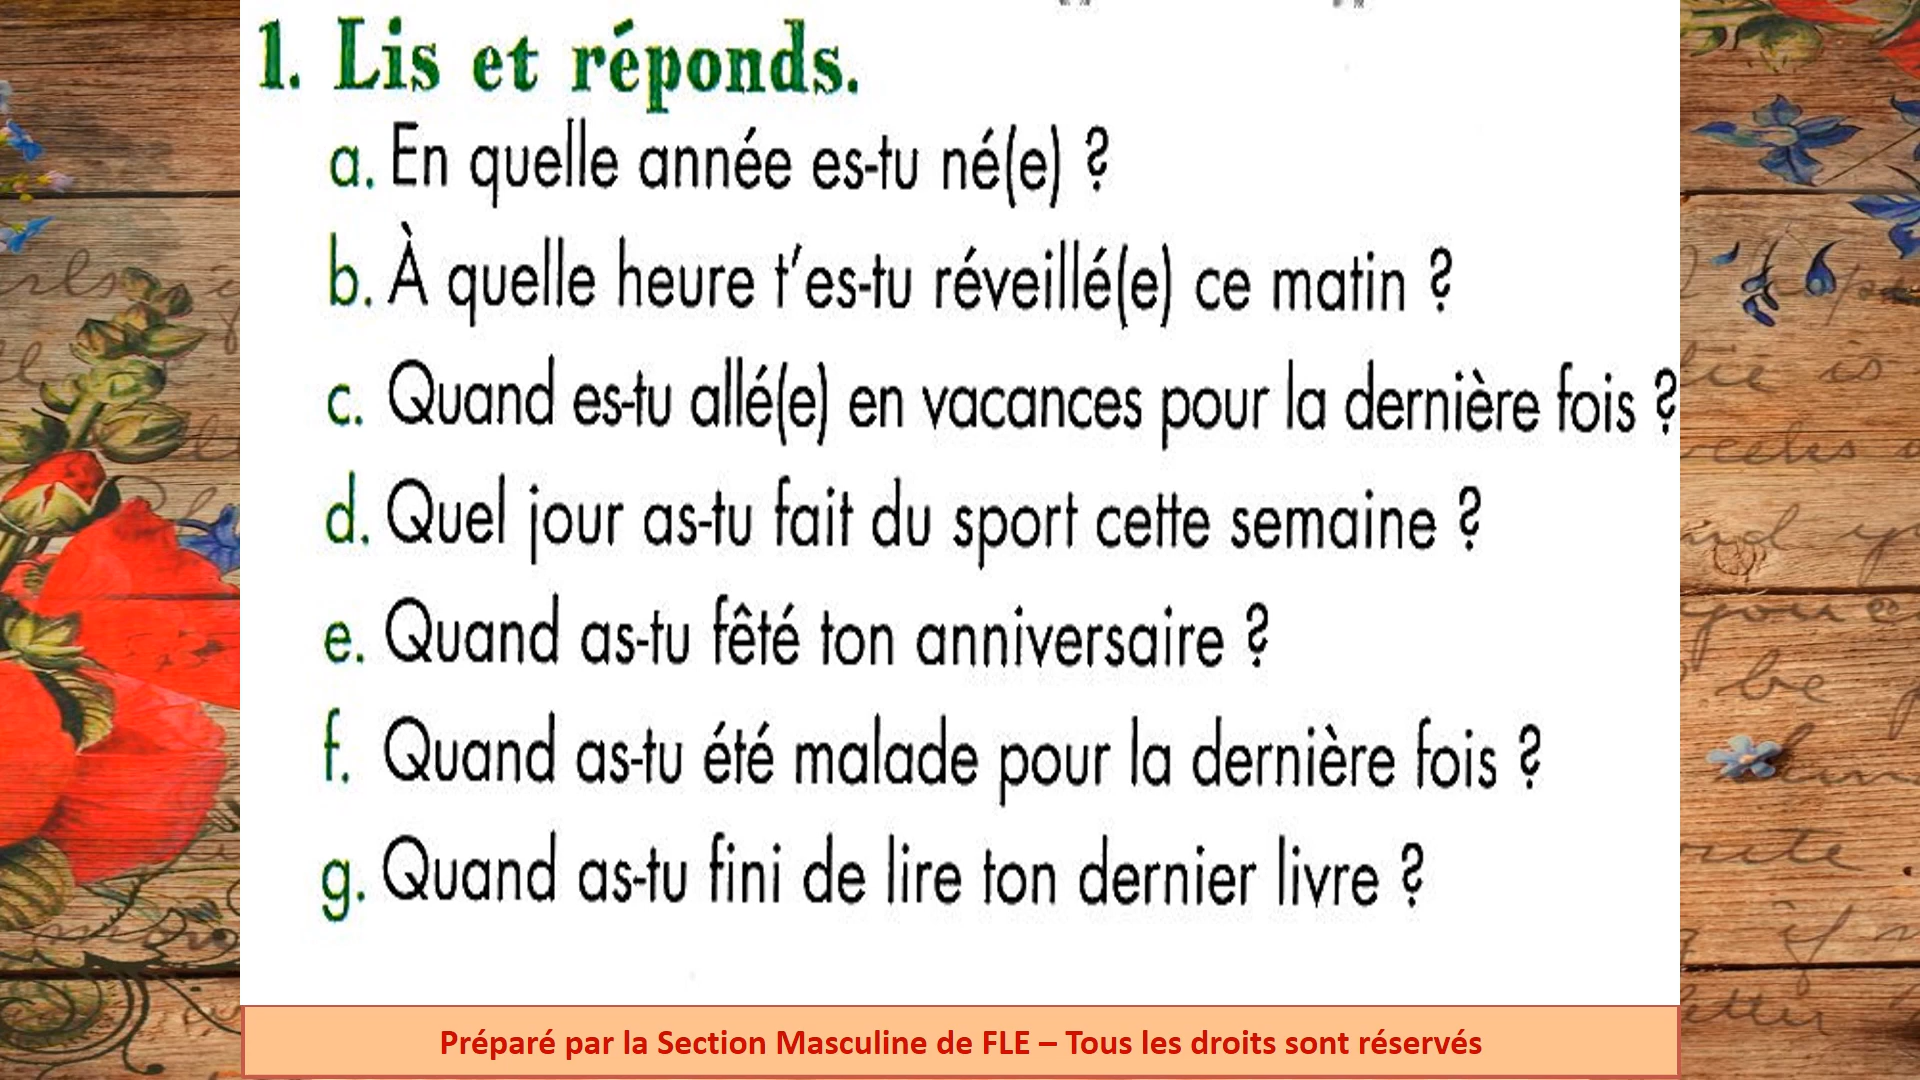 1. Lis et réponds.
a. En quelle année es-tu né(e) ?
b. À quelle heure t'es-tu réveillé(e) ce matin ?
c. Quand es-tu allé(e) en vacances pour la dernière fois ?
d. Quel jour as-tu fait du sport cette semaine ?
e. Quand as-tu fêté ton anniversaire ?
f. Quand as-tu été malade pour la dernière fois ?
g. Quand as-tu fini de lire ton dernier livre ?
Préparé par la Section Masculine de FLE – Tous les droits sont réservés